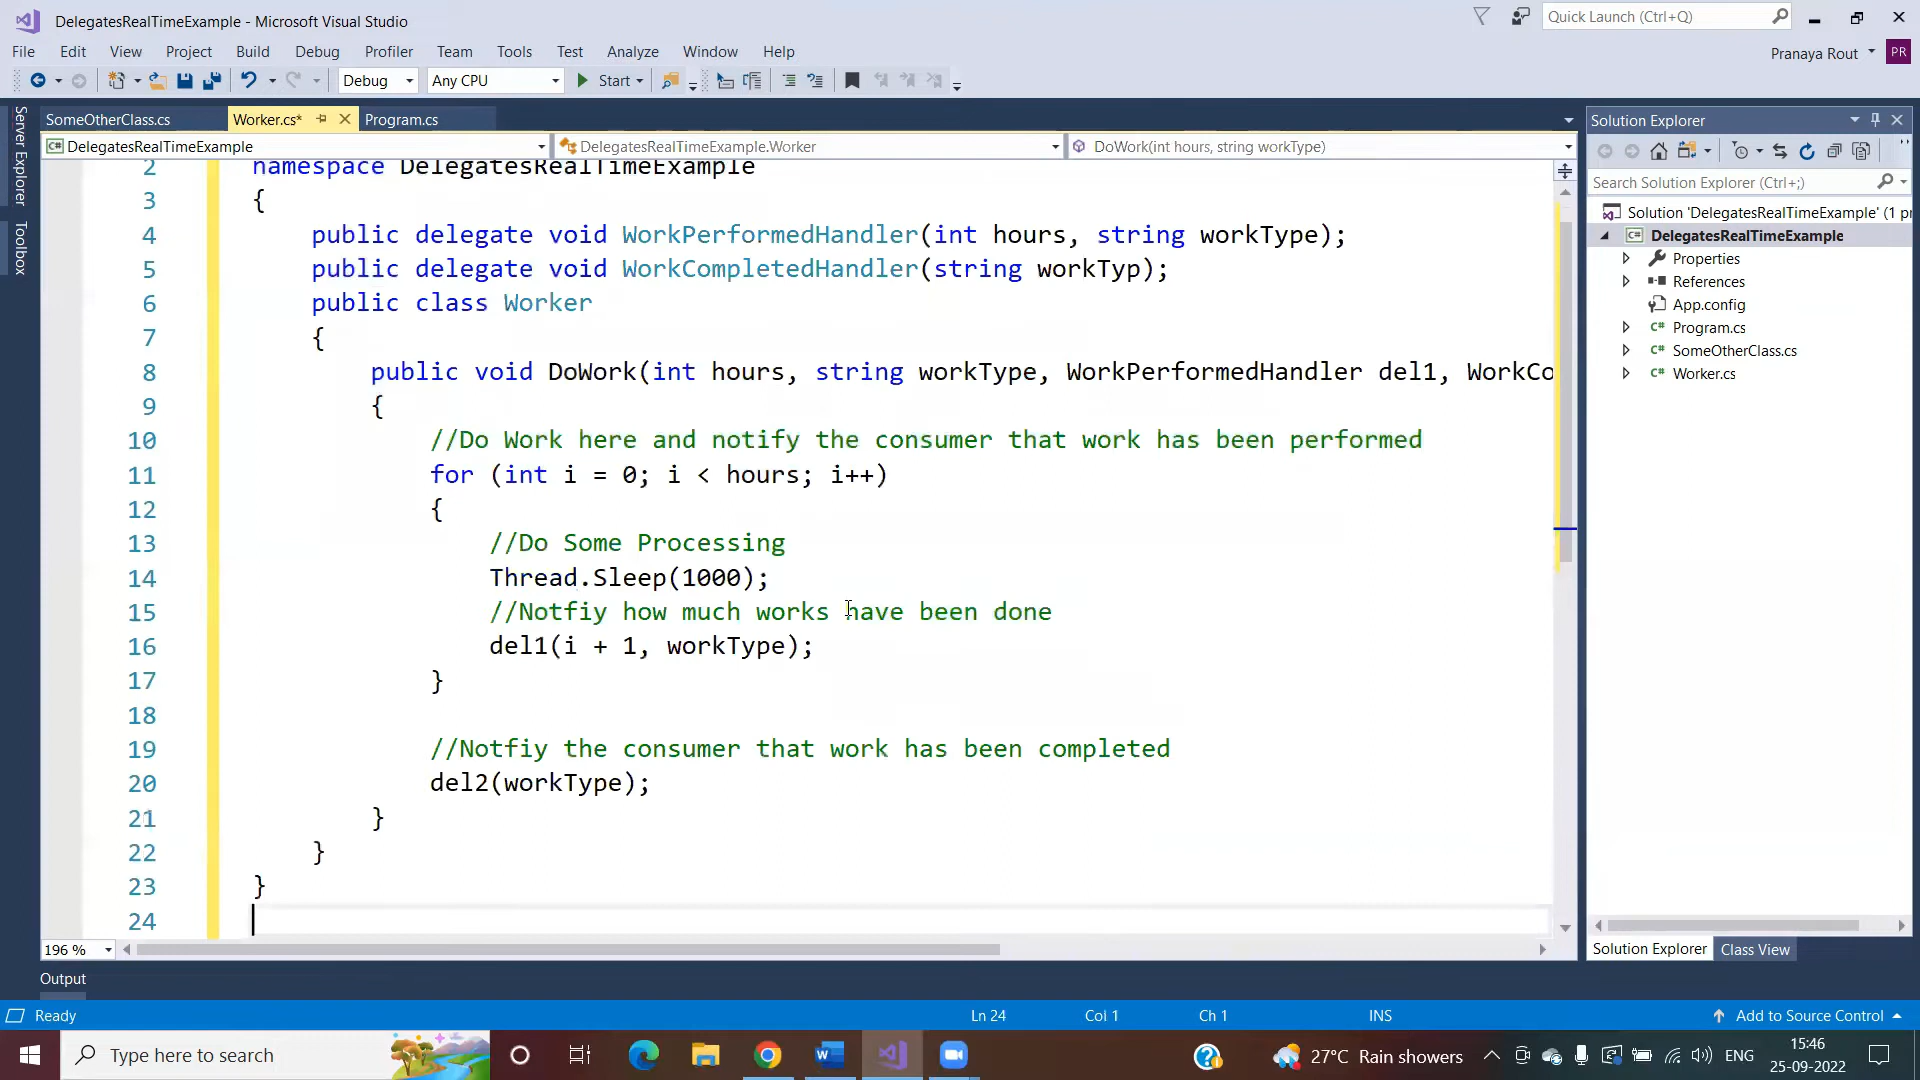 DelegatesRealTimeExample - Microsoft Visual Studio
Quick Launch (Ctrl+Q)
File Edit View Project Build Debug Profiler Team Tools Test Analyze Window Help
Pranaya Rout PR
Debug Any CPU Start
Server Explorer
Toolbox
SomeOtherClass.cs Worker.cs* Program.cs
DelegatesRealTimeExample DelegatesRealTimeExample.Worker DoWork(int hours, string workType)
2 namespace DelegatesRealTimeExample
3 {
4 public delegate void WorkPerformedHandler(int hours, string workType);
5 public delegate void WorkCompletedHandler(string workTyp);
6 public class Worker
7 {
8 public void DoWork(int hours, string workType, WorkPerformedHandler del1, WorkCo
9 {
10 //Do Work here and notify the consumer that work has been performed
11 for (int i = 0; i < hours; i++)
12 {
13 //Do Some Processing
14 Thread.Sleep(1000);
15 //Notfiy how much works have been done
16 del1(i + 1, workType);
17 }
18
19 //Notfiy the consumer that work has been completed
20 del2(workType);
21 }
22 }
23 }
24
196 %
Output
Solution Explorer
Search Solution Explorer (Ctrl+;)
Solution 'DelegatesRealTimeExample' (1 pr
C# DelegatesRealTimeExample
Properties
References
App.config
C# Program.cs
C# SomeOtherClass.cs
C# Worker.cs
Solution Explorer Class View
Ready Ln 24 Col 1 Ch 1 INS Add to Source Control
Type here to search
27°C Rain showers
ENG
15:46
25-09-2022